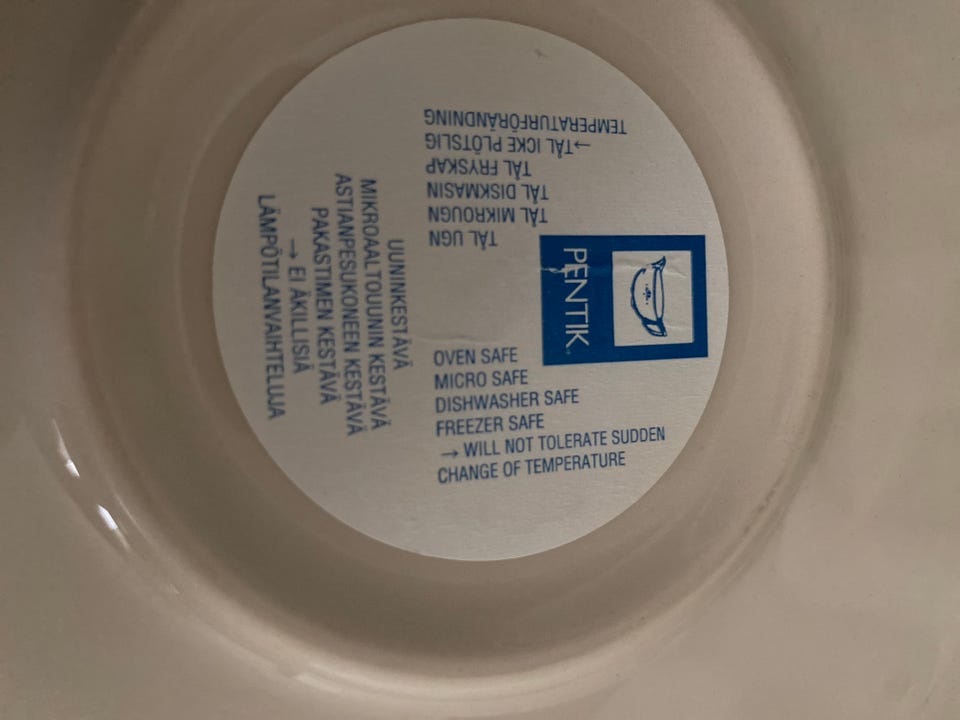 PENTIK
UUNINKESTÄVÄ
MIKROAALTOUUNIN KESTÄVÄ
ASTIANPESUKONEEN KESTÄVÄ
PAKASTIMEN KESTÄVÄ
→ EI ÄKILLISIÄ
LÄMPÖTILANVAIHTELUJA
TÅL UGN
TÅL MIKROUGN
TÅL DISKMASIN
TÅL FRYSKAP
→TÅL ICKE PLÖTSLIG
TEMPERATURFÖRÄNDNING
OVEN SAFE
MICRO SAFE
DISHWASHER SAFE
FREEZER SAFE
→ WILL NOT TOLERATE SUDDEN
CHANGE OF TEMPERATURE